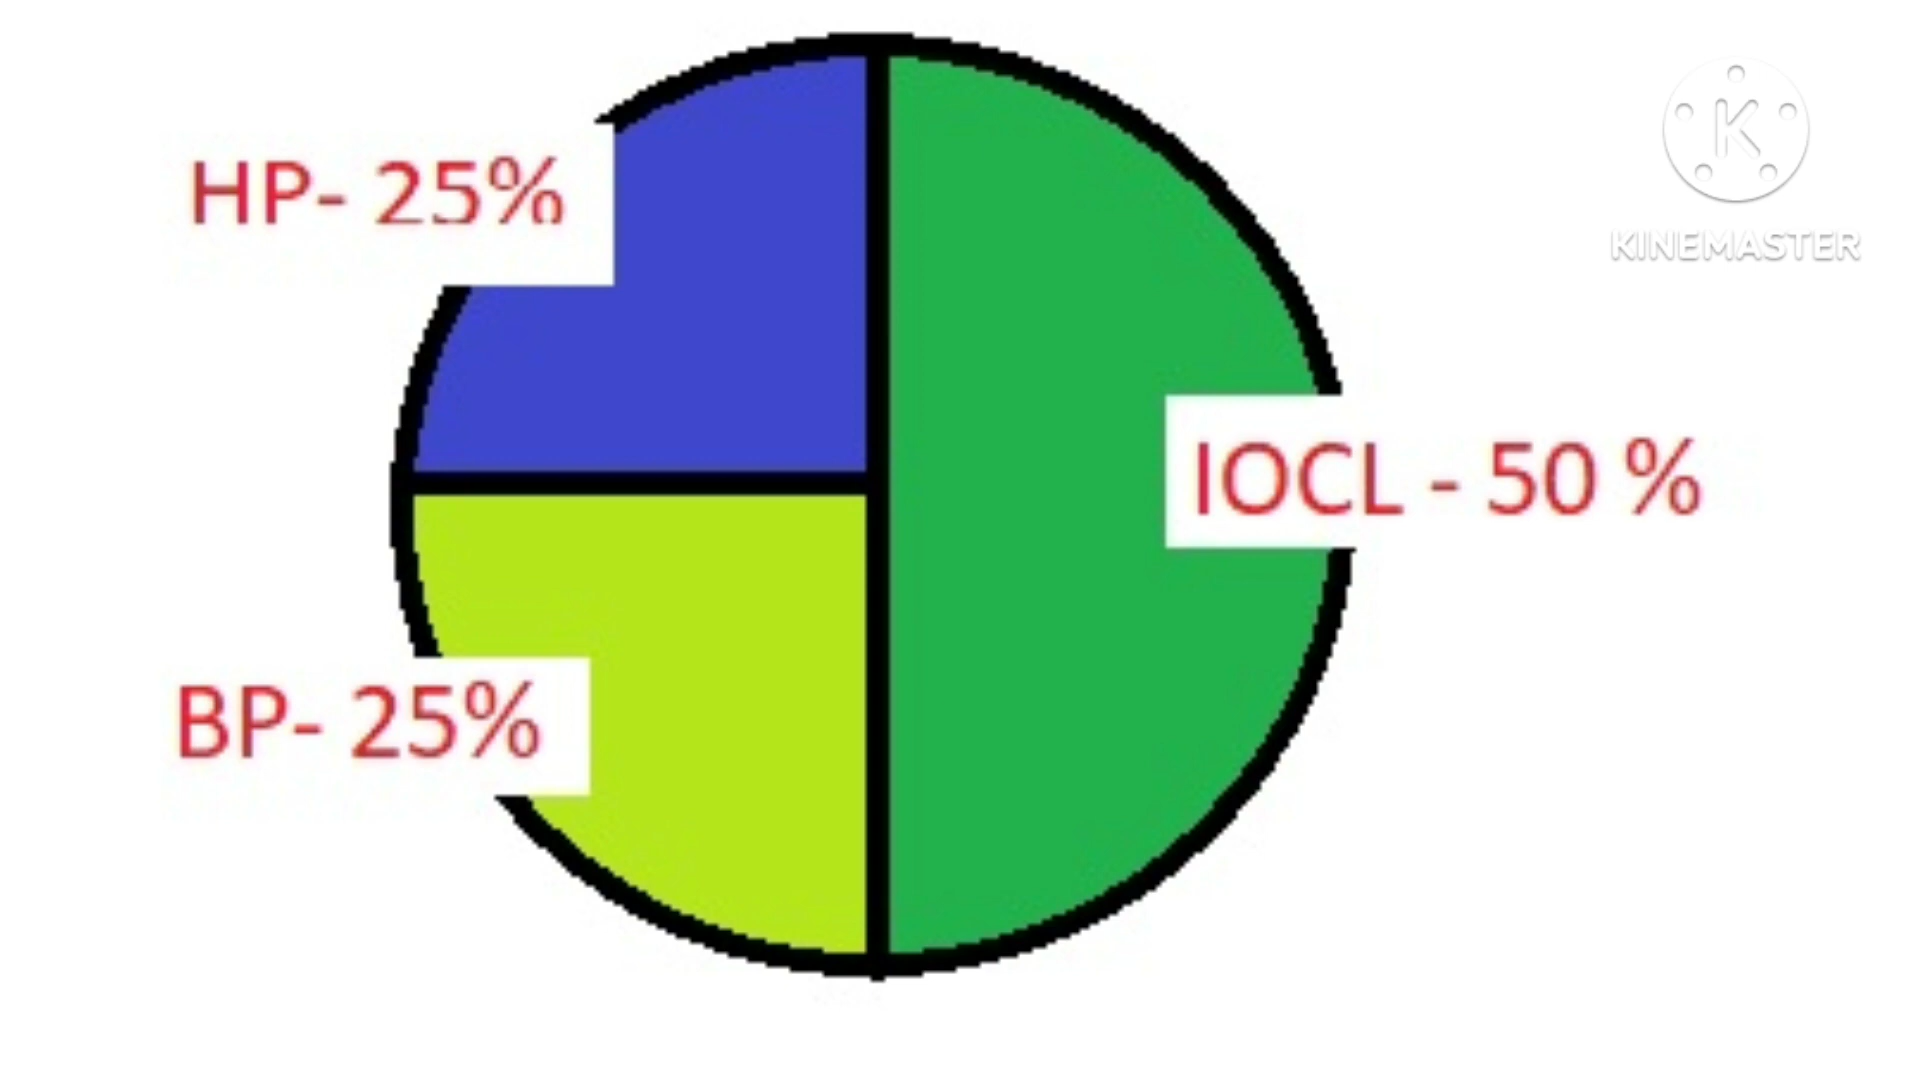 HP- 25%
IOCL - 50 %
BP- 25%
K
KINEMASTER